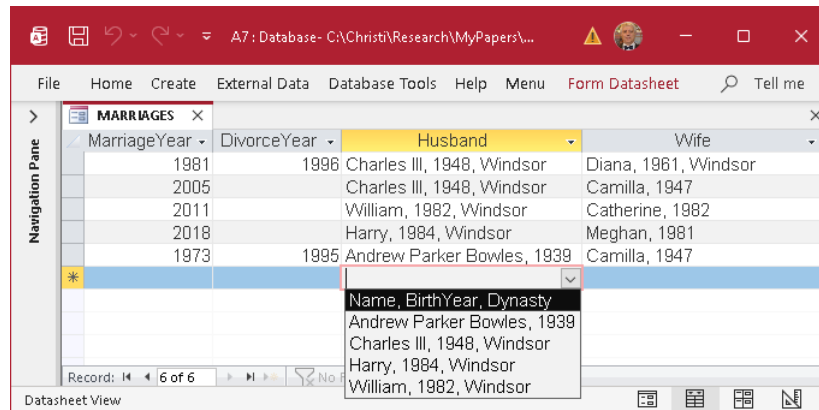 A7 : Database- C:\Christi\Research\MyPapers\...
File Home Create External Data Database Tools Help Menu Form Datasheet Tell me
MARRIAGES
Navigation Pane
MarriageYear DivorceYear Husband Wife
1981 1996 Charles III, 1948, Windsor Diana, 1961, Windsor
2005 Charles III, 1948, Windsor Camilla, 1947
2011 William, 1982, Windsor Catherine, 1982
2018 Harry, 1984, Windsor Meghan, 1981
1973 1995 Andrew Parker Bowles, 1939 Camilla, 1947
Name, BirthYear, Dynasty
Andrew Parker Bowles, 1939
Charles III, 1948, Windsor
Harry, 1984, Windsor
William, 1982, Windsor
Record: 6 of 6 No
Datasheet View